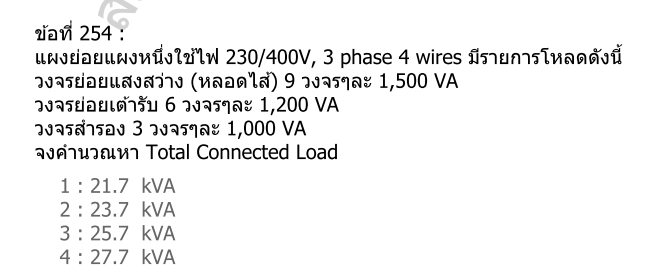 ข้อที่ 254 :
แผงย่อยแผงหนึ่งใช้ไฟ 230/400V, 3 phase 4 wires มีรายการโหลดดังนี้
วงจรย่อยแสงสว่าง (หลอดไส้) 9 วงจรๆละ 1,500 VA
วงจรย่อยเต้ารับ 6 วงจรๆละ 1,200 VA
วงจรสำรอง 3 วงจรๆละ 1,000 VA
จงคำนวณหา Total Connected Load
1 : 21.7 kVA
2 : 23.7 kVA
3 : 25.7 kVA
4 : 27.7 kVA